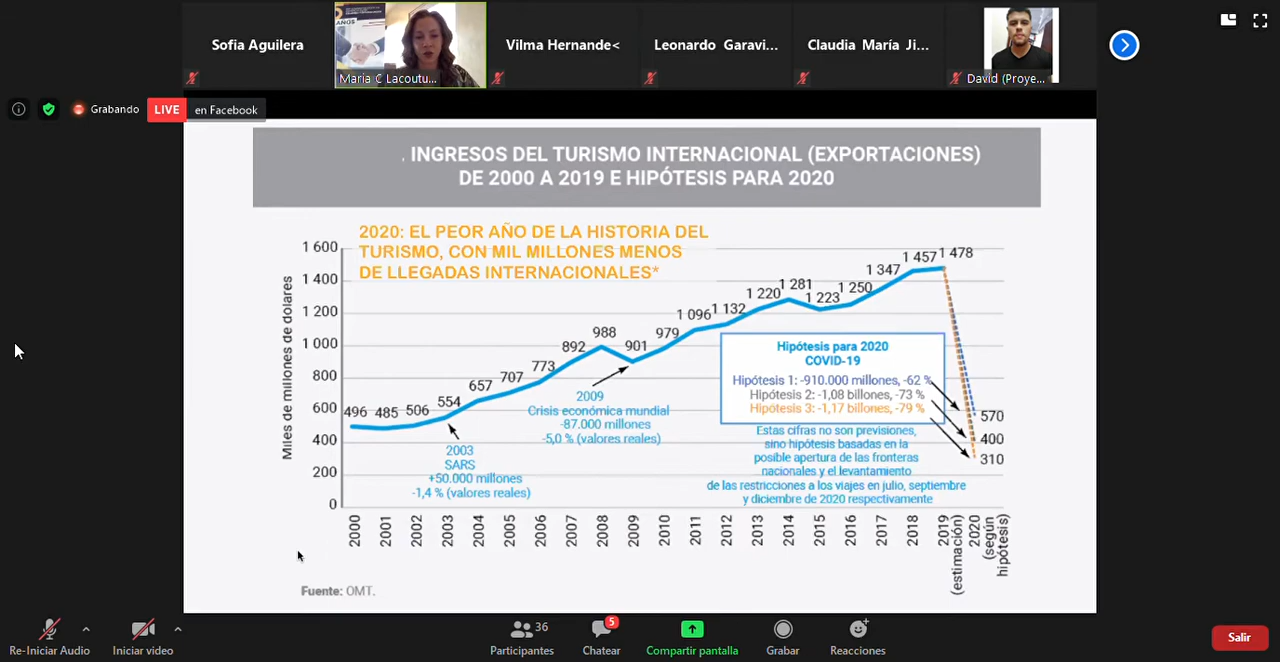 Sofia Aguilera
AÑOS
Maria C Lacoutu...
Vilma Hernande<
Leonardo Garavi...
Claudia María Ji...
David (Proye...
Grabando
LIVE
en Facebook
. INGRESOS DEL TURISMO INTERNACIONAL (EXPORTACIONES)
DE 2000 A 2019 E HIPÓTESIS PARA 2020
2020: EL PEOR AÑO DE LA HISTORIA DEL
TURISMO, CON MIL MILLONES MENOS
DE LLEGADAS INTERNACIONALES*
Miles de millones de dólares
1 600
1 400
1 200
1 000
800
600
400
200
0
496
485
506
554
657
707
773
892
988
901
979
1 096
1 132
1 220
1 281
1 223
1 250
1 347
1 457
1 478
570
400
310
2003
SARS
+50.000 millones
-1,4 % (valores reales)
2009
Crisis económica mundial
-87.000 millones
-5,0 % (valores reales)
Hipótesis para 2020
COVID-19
Hipótesis 1: -910.000 millones, -62 %
Hipótesis 2: -1,08 billones, -73 %
Hipótesis 3: -1,17 billones, -79 %
Estas cifras no son previsiones,
sino hipótesis basadas en la
posible apertura de las fronteras
nacionales y el levantamiento
de las restricciones a los viajes en julio, septiembre
y diciembre de 2020 respectivamente
2000
2001
2002
2003
2004
2005
2006
2007
2008
2009
2010
2011
2012
2013
2014
2015
2016
2017
2018
2019
(estimación)
2020
(según
hipótesis)
Fuente: OMT.
Re-Iniciar Audio
Iniciar video
36
Participantes
5
Chatear
Compartir pantalla
Grabar
Reacciones
Salir